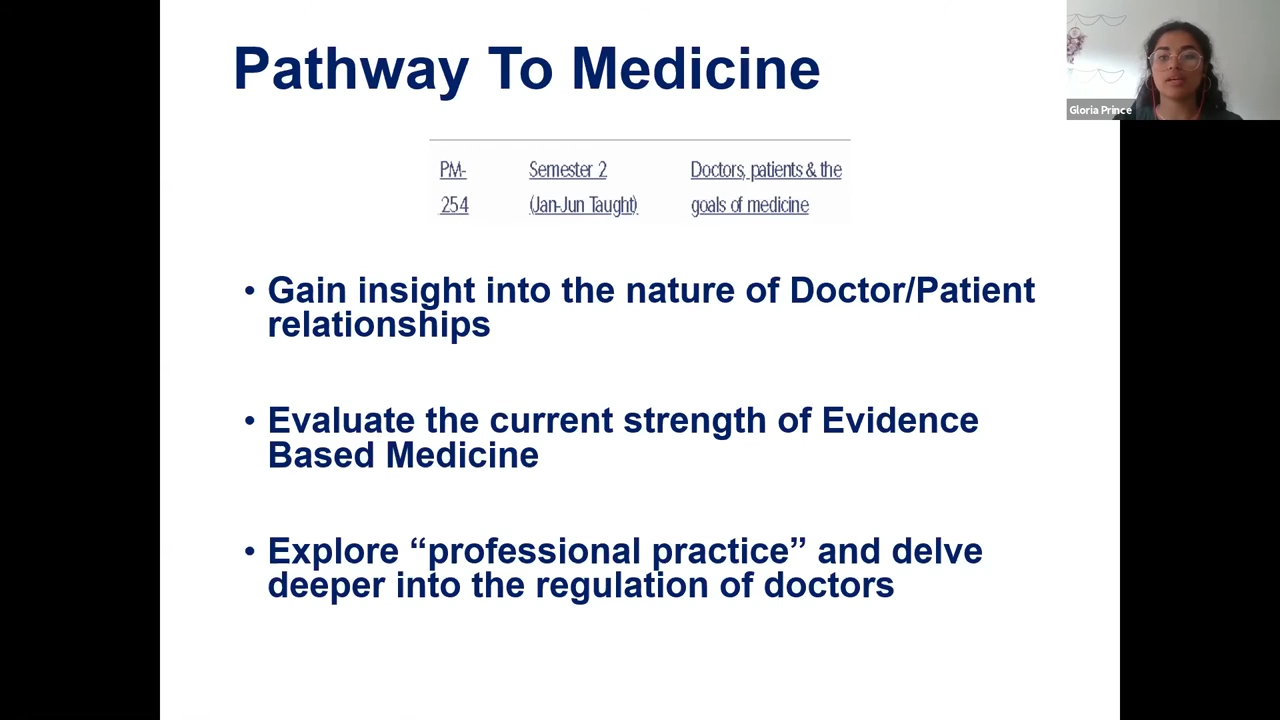 Pathway To Medicine
Gloria Prince
PM- Semester 2 Doctors, patients & the
254 (Jan-Jun Taught) goals of medicine
• Gain insight into the nature of Doctor/Patient
relationships
• Evaluate the current strength of Evidence
Based Medicine
• Explore “professional practice” and delve
deeper into the regulation of doctors